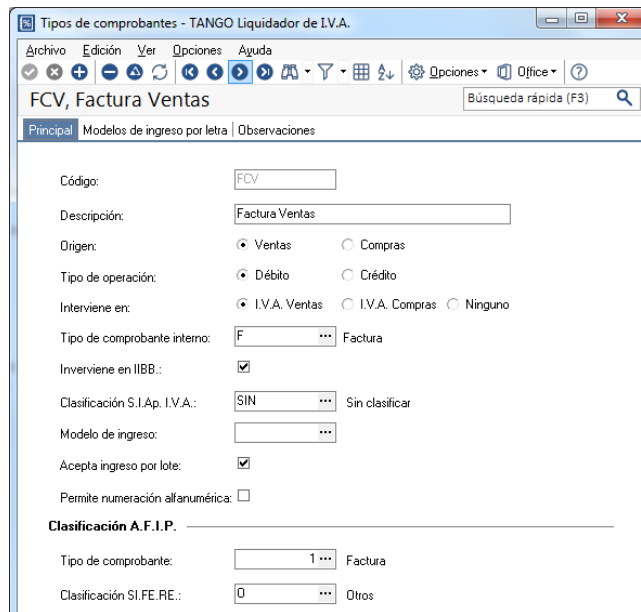 Tipos de comprobantes - TANGO Liquidador de I.V.A.
Archivo Edición Ver Opciones Ayuda
Opciones Office
FCV, Factura Ventas
Búsqueda rápida (F3)
Principal Modelos de ingreso por letra Observaciones
Código: FCV
Descripción: Factura Ventas
Origen: Ventas Compras
Tipo de operación: Débito Crédito
Interviene en: I.V.A. Ventas I.V.A. Compras Ninguno
Tipo de comprobante interno: F ... Factura
Inverviene en IIBB.:
Clasificación S.I.Ap. I.V.A.: SIN ... Sin clasificar
Modelo de ingreso: ...
Acepta ingreso por lote:
Permite numeración alfanumérica:
Clasificación A.F.I.P.
Tipo de comprobante: 1 ... Factura
Clasificación SI.FE.RE.: O ... Otros